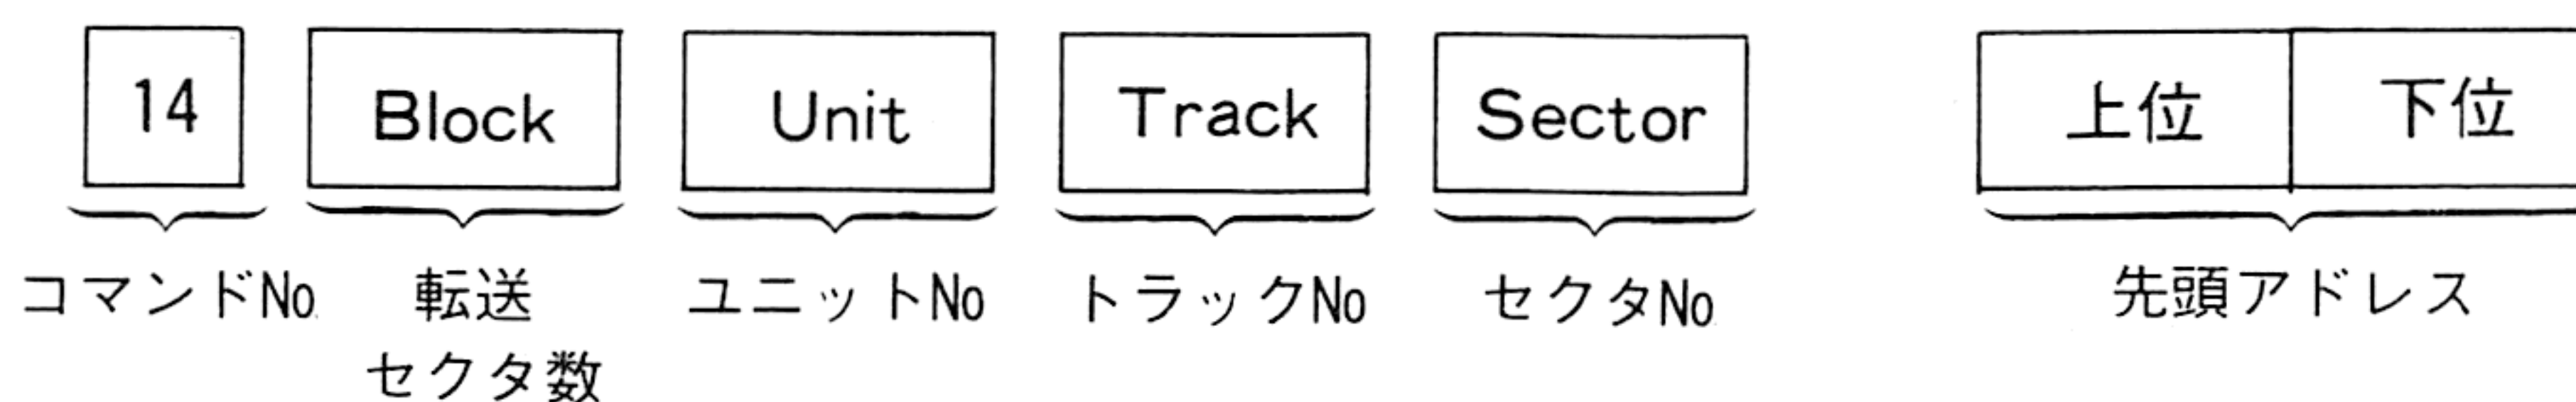 14 Block Unit Track Sector 上位 下位
コマンドNo 転送 ユニットNo トラックNo セクタNo 先頭アドレス
セクタ数